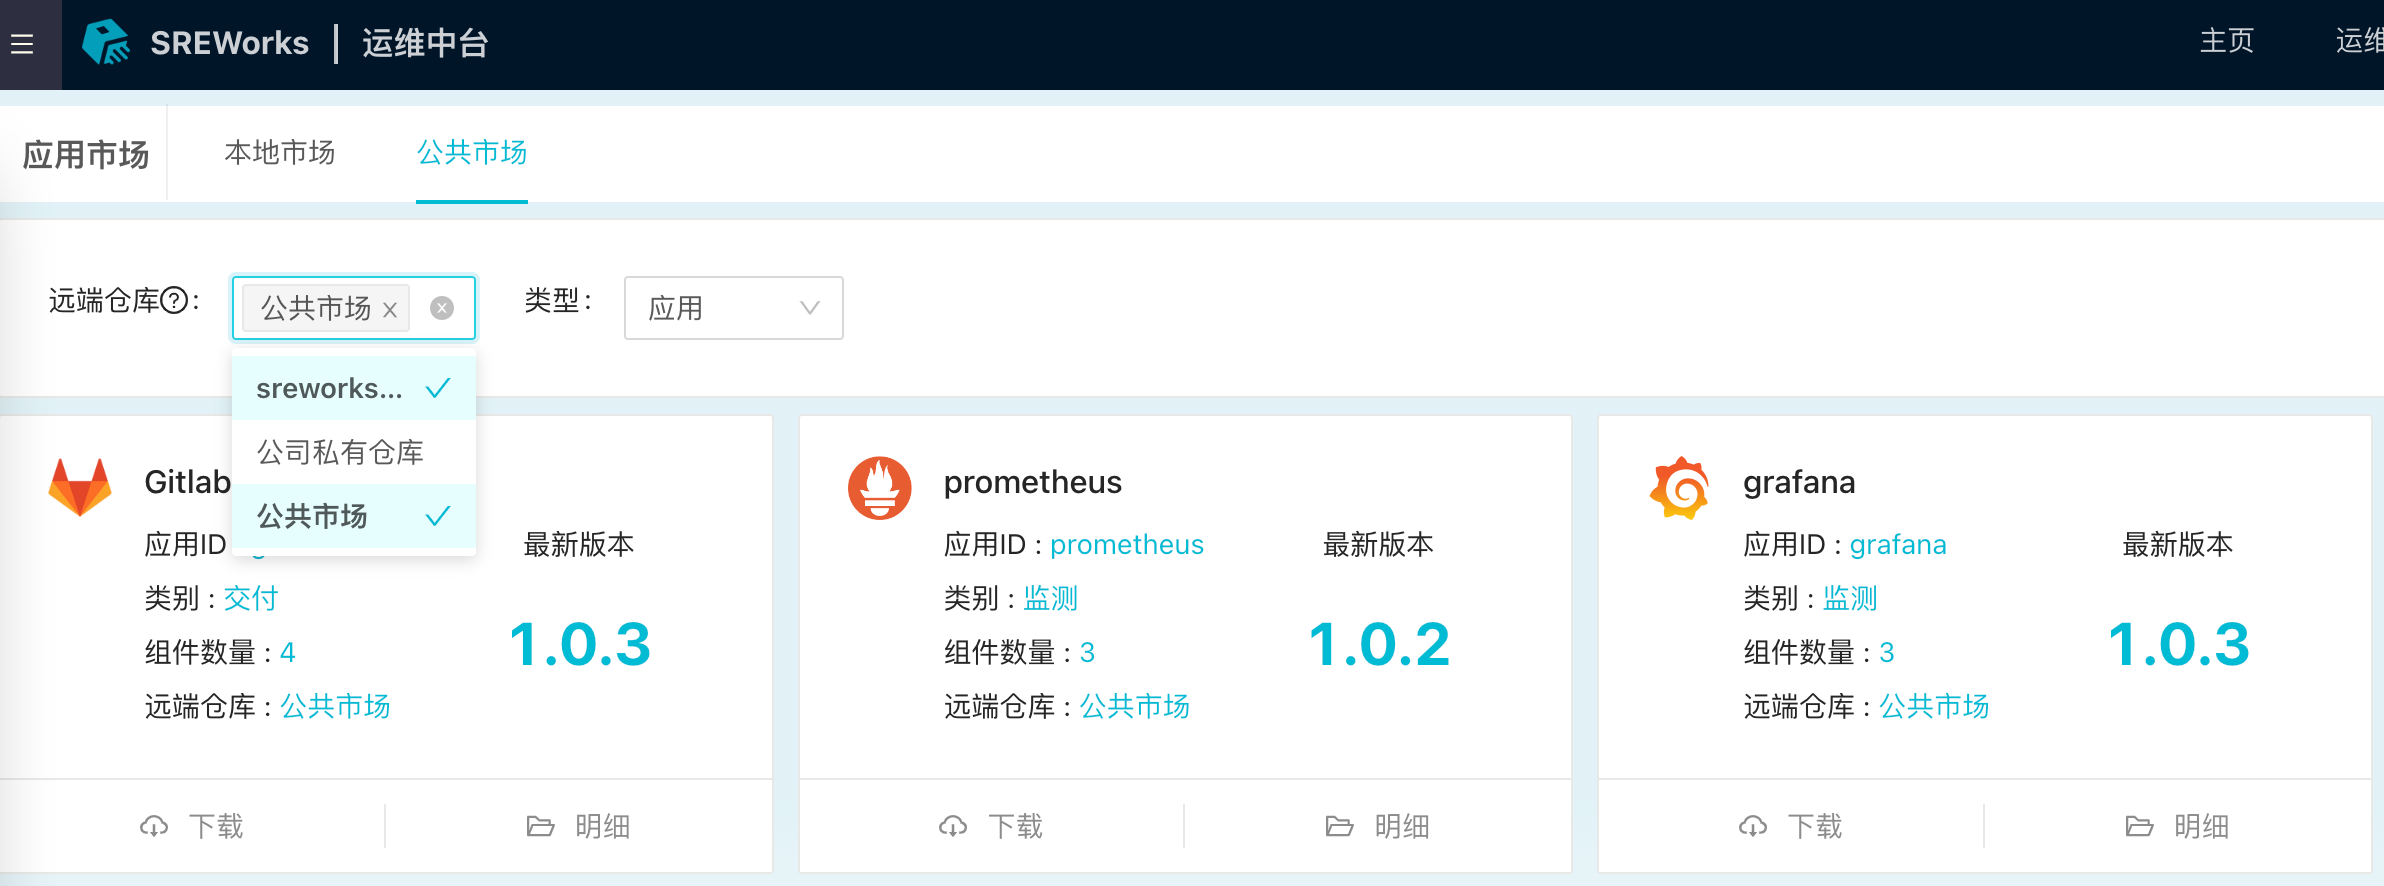 SREWorks | 运维中台
主页
运维
应用市场
本地市场
公共市场
远端仓库?:
公共市场
类型:
应用
sreworks...
公司私有仓库
公共市场
Gitlab
应用ID
最新版本
类别 : 交付
1.0.3
组件数量 : 4
远端仓库 : 公共市场
下载
明细
prometheus
应用ID : prometheus
最新版本
类别 : 监测
1.0.2
组件数量 : 3
远端仓库 : 公共市场
下载
明细
grafana
应用ID : grafana
最新版本
类别 : 监测
1.0.3
组件数量 : 3
远端仓库 : 公共市场
下载
明细